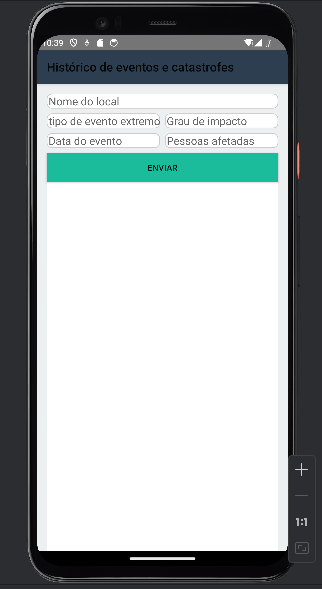 10:39
Histórico de eventos e catastrofes
Nome do local
tipo de evento extremo
Grau de impacto
Data do evento
Pessoas afetadas
ENVIAR
1:1